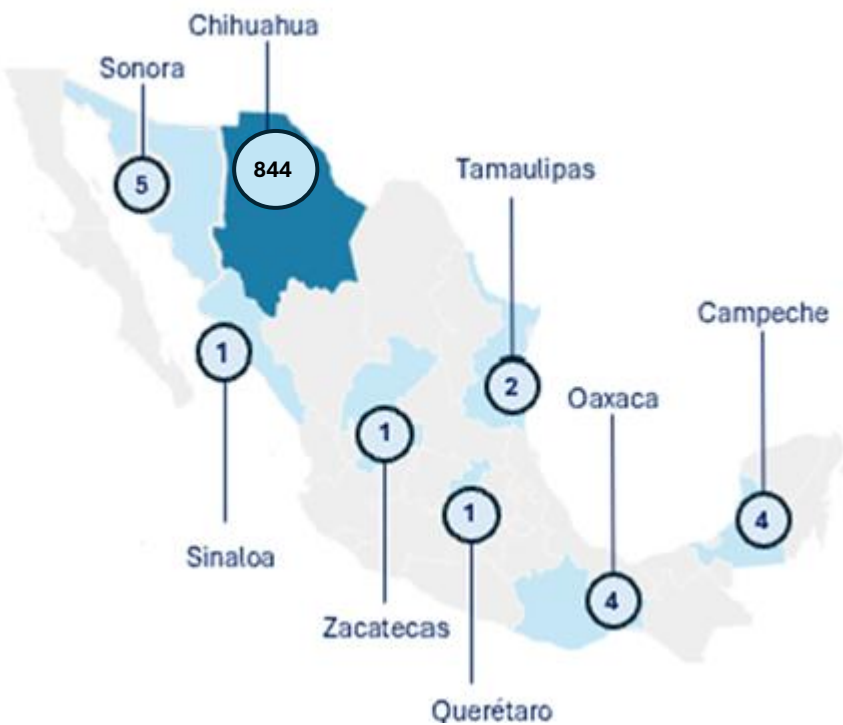 Chihuahua
Sonora
844
5
Tamaulipas
Campeche
1
2
Oaxaca
1
1
4
Sinaloa
4
Zacatecas
Querétaro